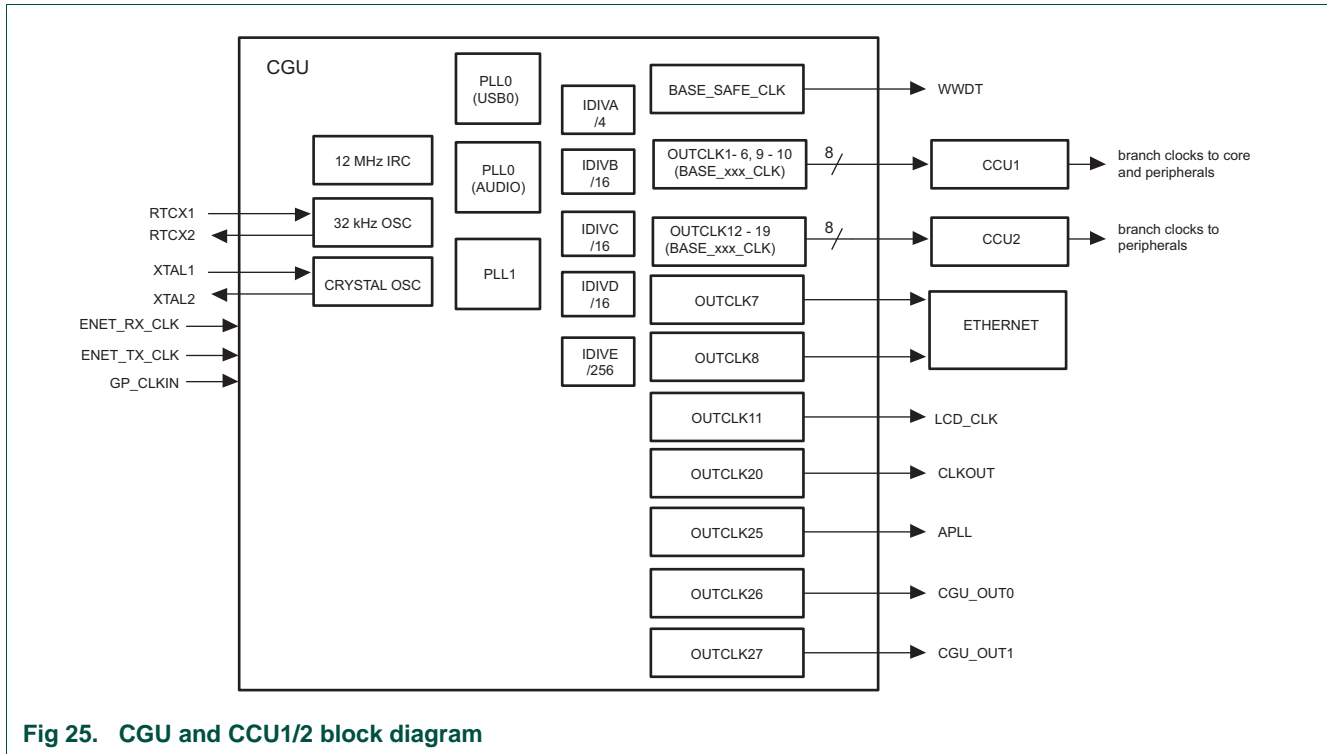 CGU
PLL0
(USB0)
IDIVA
/4
BASE_SAFE_CLK
WWDT
12 MHz IRC
PLL0
(AUDIO)
IDIVB
/16
OUTCLK1- 6, 9 - 10
(BASE_xxx_CLK)
8
CCU1
branch clocks to core
and peripherals
RTCX1
RTCX2
32 kHz OSC
IDIVC
/16
OUTCLK12 - 19
(BASE_xxx_CLK)
8
CCU2
branch clocks to
peripherals
XTAL1
XTAL2
CRYSTAL OSC
PLL1
IDIVD
/16
OUTCLK7
ETHERNET
ENET_RX_CLK
ENET_TX_CLK
GP_CLKIN
IDIVE
/256
OUTCLK8
OUTCLK11
LCD_CLK
OUTCLK20
CLKOUT
OUTCLK25
APLL
OUTCLK26
CGU_OUT0
OUTCLK27
CGU_OUT1
Fig 25. CGU and CCU1/2 block diagram